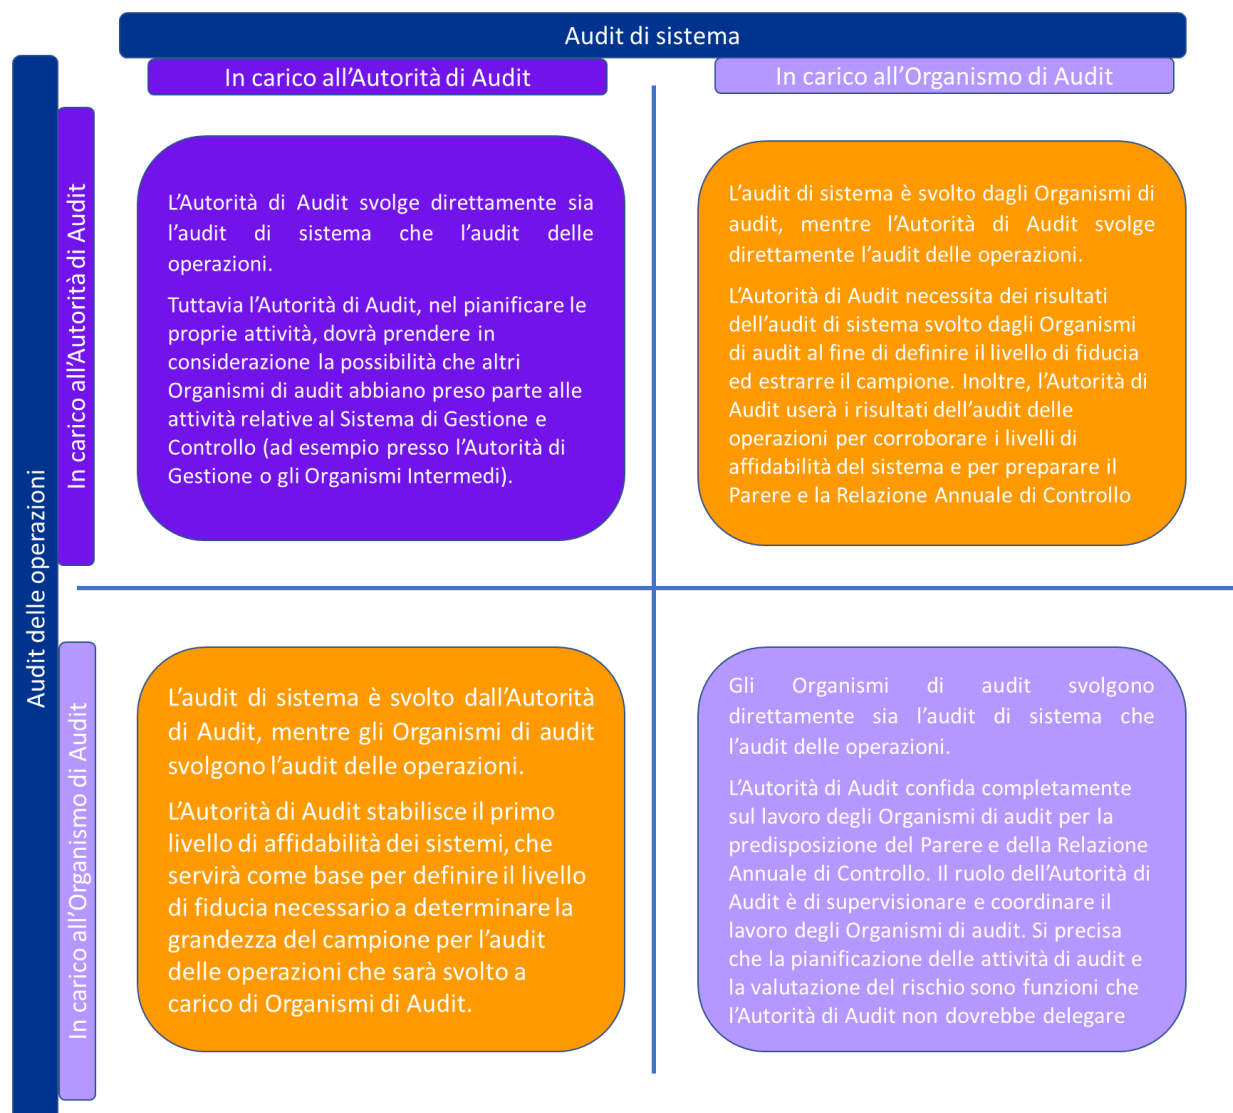 Audit di sistema
In carico all'Autorità di Audit
In carico all'Organismo di Audit
Audit delle operazioni
In carico all'Autorità di Audit
L'Autorità di Audit svolge direttamente sia
l'audit di sistema che l'audit delle
operazioni.
Tuttavia l'Autorità di Audit, nel pianificare le
proprie attività, dovrà prendere in
considerazione la possibilità che altri
Organismi di audit abbiano preso parte alle
attività relative al Sistema di Gestione e
Controllo (ad esempio presso l'Autorità di
Gestione o gli Organismi Intermedi).
L'audit di sistema è svolto dagli Organismi di
audit, mentre l'Autorità di Audit svolge
direttamente l'audit delle operazioni.
L'Autorità di Audit necessita dei risultati
dell'audit di sistema svolto dagli Organismi
di audit al fine di definire il livello di fiducia
ed estrarre il campione. Inoltre, l'Autorità di
Audit userà i risultati dell'audit delle
operazioni per corroborare i livelli di
affidabilità del sistema e per preparare il
Parere e la Relazione Annuale di Controllo
In carico all'Organismo di Audit
L'audit di sistema è svolto dall'Autorità
di Audit, mentre gli Organismi di audit
svolgono l'audit delle operazioni.
L'Autorità di Audit stabilisce il primo
livello di affidabilità dei sistemi, che
servirà come base per definire il livello
di fiducia necessario a determinare la
grandezza del campione per l'audit
delle operazioni che sarà svolto a
carico di Organismi di Audit.
Gli Organismi di audit svolgono
direttamente sia l'audit di sistema che
l'audit delle operazioni.
L'Autorità di Audit confida completamente
sul lavoro degli Organismi di audit per la
predisposizione del Parere e della Relazione
Annuale di Controllo. Il ruolo dell'Autorità di
Audit è di supervisionare e coordinare il
lavoro degli Organismi di audit. Si precisa
che la pianificazione delle attività di audit e
la valutazione del rischio sono funzioni che
l'Autorità di Audit non dovrebbe delegare